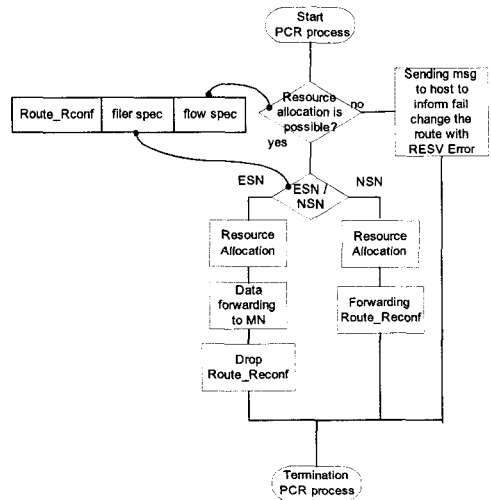 Start
PCR process
Route_Rconf
filer spec
flow spec
Resource
allocation is
possible?
no
yes
Sending msg
to host to
inform fail
change the
route with
RESV Error
ESN
ESN /
NSN
NSN
Resource
Allocation
Resource
Allocation
Data
forwarding
to MN
Forwarding
Route_Reconf
Drop
Route_Reconf
Termination
PCR process